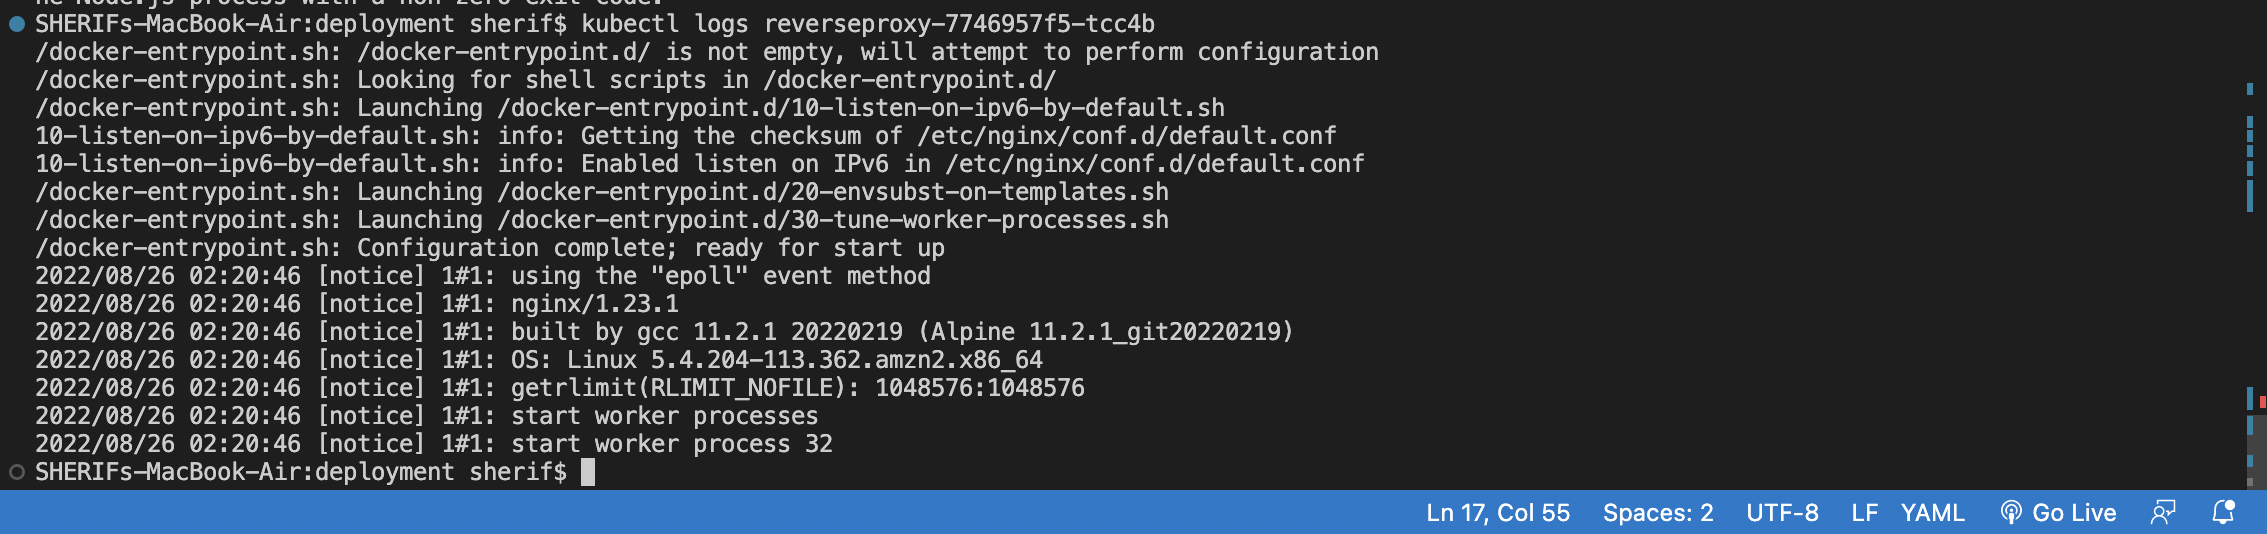 ne Node.js process with a non-zero exit code.
SHERIFs-MacBook-Air:deployment sherif$ kubectl logs reverseproxy-7746957f5-tcc4b
/docker-entrypoint.sh: /docker-entrypoint.d/ is not empty, will attempt to perform configuration
/docker-entrypoint.sh: Looking for shell scripts in /docker-entrypoint.d/
/docker-entrypoint.sh: Launching /docker-entrypoint.d/10-listen-on-ipv6-by-default.sh
10-listen-on-ipv6-by-default.sh: info: Getting the checksum of /etc/nginx/conf.d/default.conf
10-listen-on-ipv6-by-default.sh: info: Enabled listen on IPv6 in /etc/nginx/conf.d/default.conf
/docker-entrypoint.sh: Launching /docker-entrypoint.d/20-envsubst-on-templates.sh
/docker-entrypoint.sh: Launching /docker-entrypoint.d/30-tune-worker-processes.sh
/docker-entrypoint.sh: Configuration complete; ready for start up
2022/08/26 02:20:46 [notice] 1#1: using the "epoll" event method
2022/08/26 02:20:46 [notice] 1#1: nginx/1.23.1
2022/08/26 02:20:46 [notice] 1#1: built by gcc 11.2.1 20220219 (Alpine 11.2.1_git20220219)
2022/08/26 02:20:46 [notice] 1#1: OS: Linux 5.4.204-113.362.amzn2.x86_64
2022/08/26 02:20:46 [notice] 1#1: getrlimit(RLIMIT_NOFILE): 1048576:1048576
2022/08/26 02:20:46 [notice] 1#1: start worker processes
2022/08/26 02:20:46 [notice] 1#1: start worker process 32
SHERIFs-MacBook-Air:deployment sherif$
Ln 17, Col 55 Spaces: 2 UTF-8 LF YAML Go Live